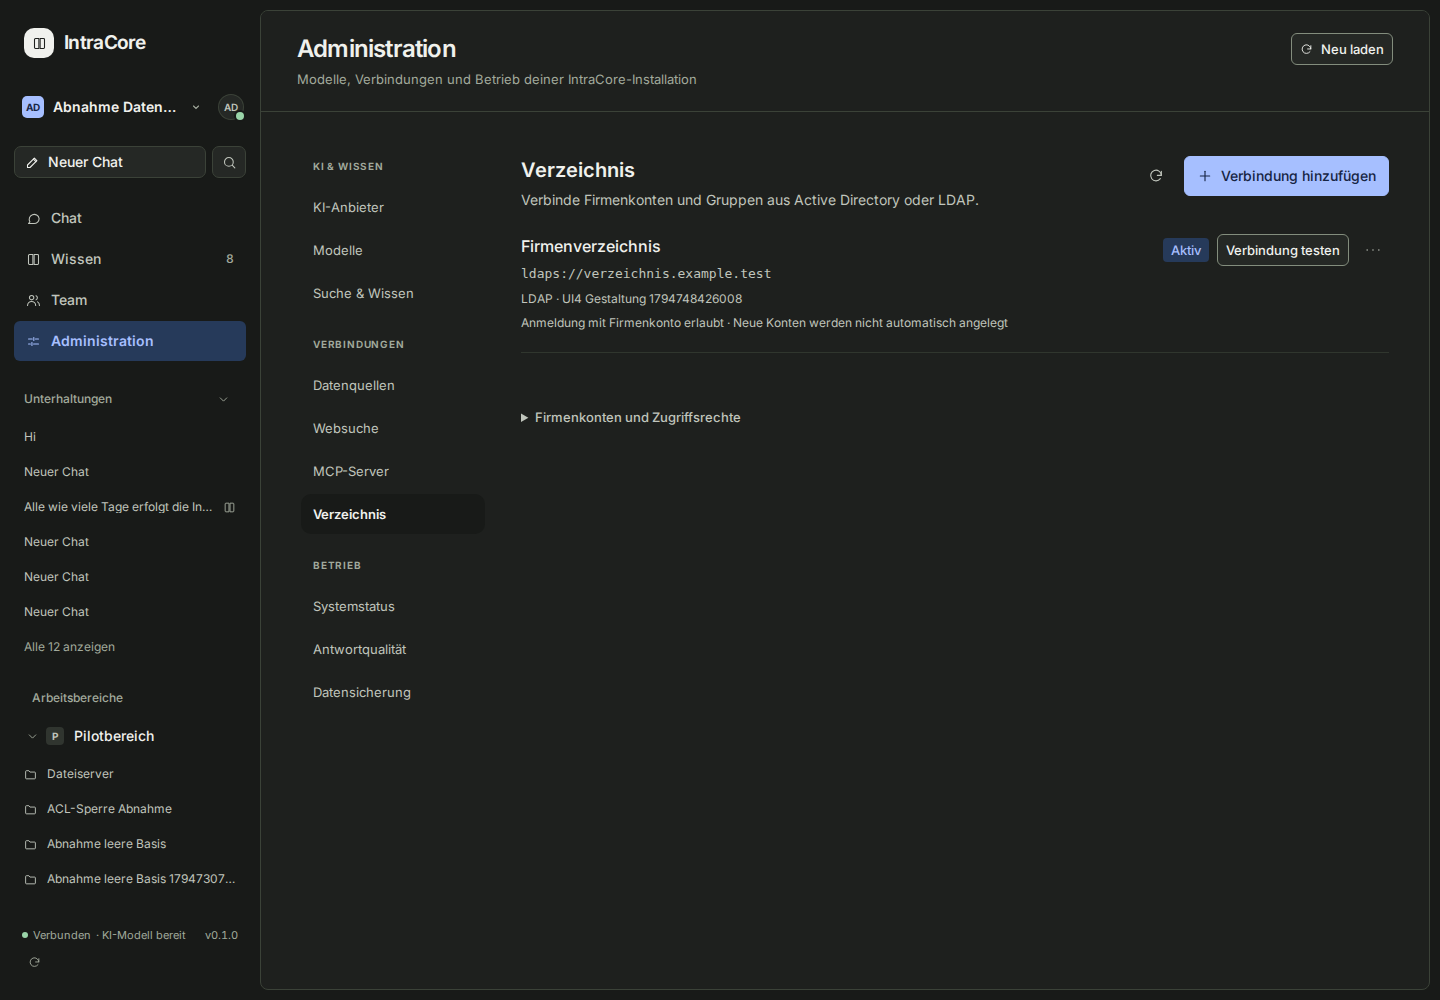 IntraCore
AD Abnahme Daten... AD
Neuer Chat
Chat
Wissen 8
Team
Administration
Unterhaltungen
Hi
Neuer Chat
Alle wie viele Tage erfolgt die In...
Neuer Chat
Neuer Chat
Neuer Chat
Alle 12 anzeigen
Arbeitsbereiche
P Pilotbereich
Dateiserver
ACL-Sperre Abnahme
Abnahme leere Basis
Abnahme leere Basis 17947307...
Verbunden · KI-Modell bereit v0.1.0
Administration
Modelle, Verbindungen und Betrieb deiner IntraCore-Installation
Neu laden
KI & WISSEN
KI-Anbieter
Modelle
Suche & Wissen
VERBINDUNGEN
Datenquellen
Websuche
MCP-Server
Verzeichnis
BETRIEB
Systemstatus
Antwortqualität
Datensicherung
Verzeichnis
Verbinde Firmenkonten und Gruppen aus Active Directory oder LDAP.
Verbindung hinzufügen
Firmenverzeichnis
Aktiv Verbindung testen ···
ldaps://verzeichnis.example.test
LDAP · UI4 Gestaltung 1794748426008
Anmeldung mit Firmenkonto erlaubt · Neue Konten werden nicht automatisch angelegt
Firmenkonten und Zugriffsrechte